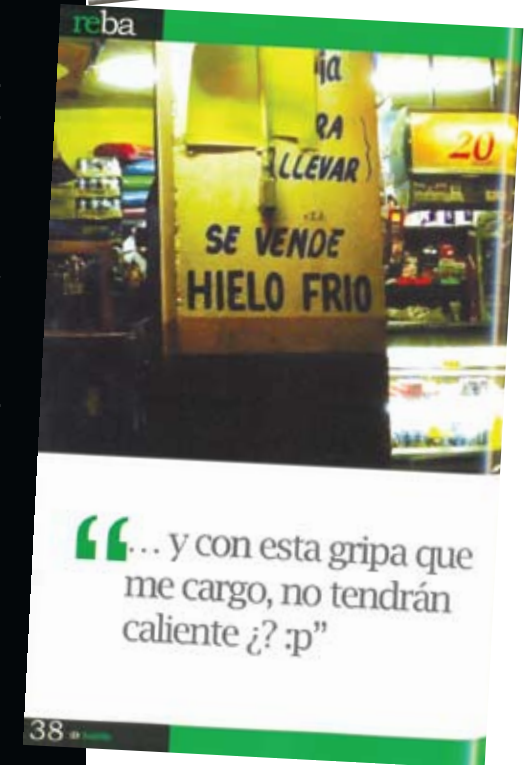 reba
RA
LLEVAR
20
SE VENDE
HIELO FRIO
“... y con esta gripa que
me cargo, no tendrán
caliente ¿? :p”
38